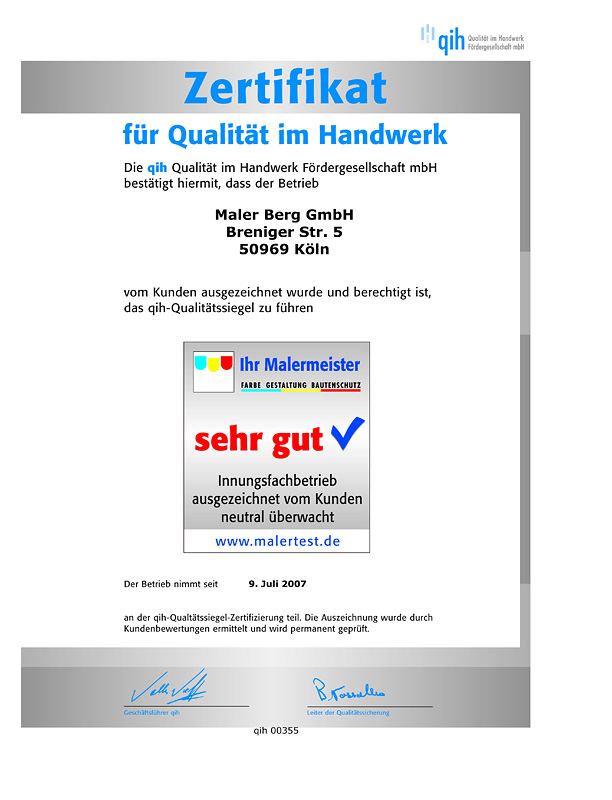 qih Qualität im Handwerk
Fördergesellschaft mbH
Zertifikat
für Qualität im Handwerk
Die qih Qualität im Handwerk Fördergesellschaft mbH
bestätigt hiermit, dass der Betrieb
Maler Berg GmbH
Breniger Str. 5
50969 Köln
vom Kunden ausgezeichnet wurde und berechtigt ist,
das qih-Qualitätssiegel zu führen
Ihr Malermeister
FARBE GESTALTUNG BAUTENSCHUTZ
sehr gut
Innungsfachbetrieb
ausgezeichnet vom Kunden
neutral überwacht
www.malertest.de
Der Betrieb nimmt seit 9. Juli 2007
an der qih-Qualtätssiegel-Zertifizierung teil. Die Auszeichnung wurde durch
Kundenbewertungen ermittelt und wird permanent geprüft.
Geschäftsführer qih Leiter der Qualitätssicherung
qih 00355